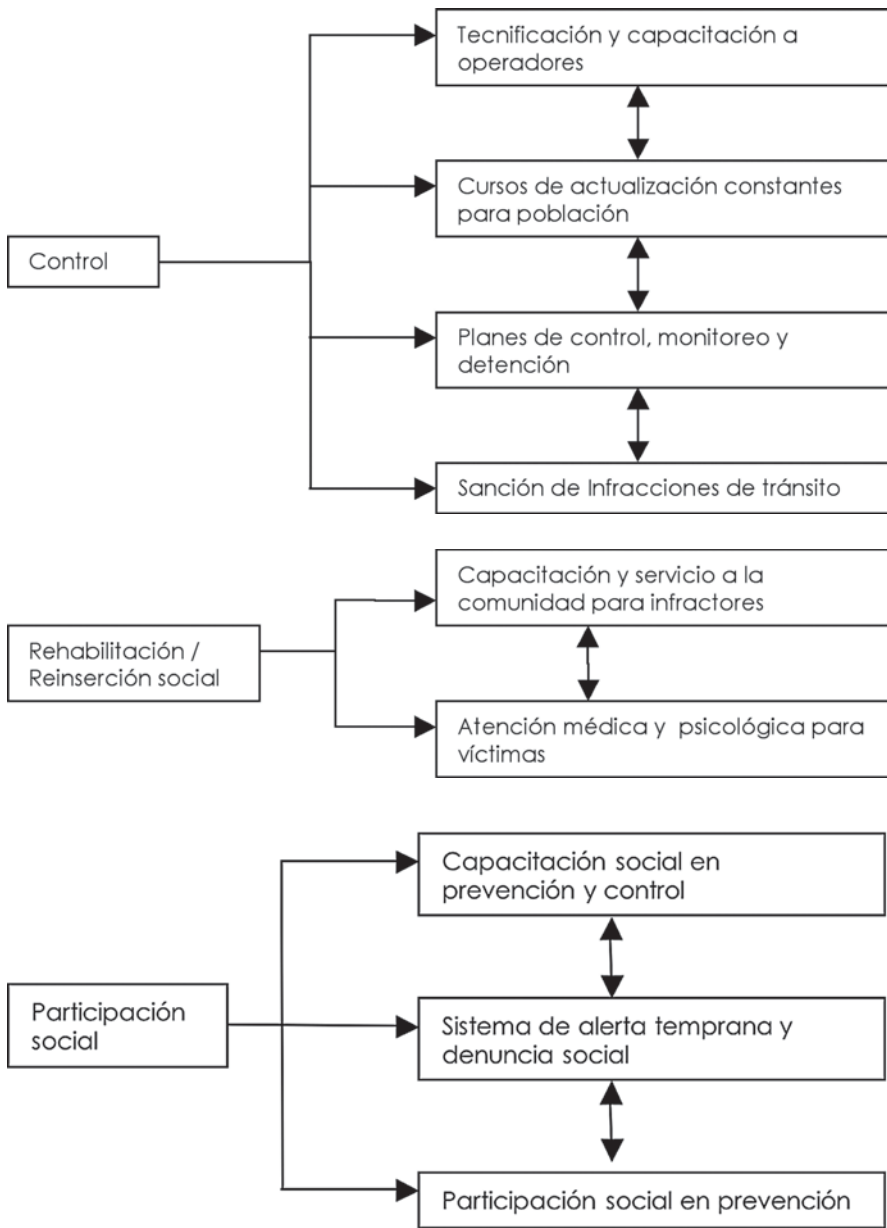 Control
Tecnificación y capacitación a
operadores
Cursos de actualización constantes
para población
Planes de control, monitoreo y
detención
Sanción de Infracciones de tránsito
Rehabilitación /
Reinserción social
Capacitación y servicio a la
comunidad para infractores
Atención médica y  psicológica para
víctimas
Participación
social
Capacitación social en
prevención y control
Sistema de alerta temprana y
denuncia social
Participación social en prevención